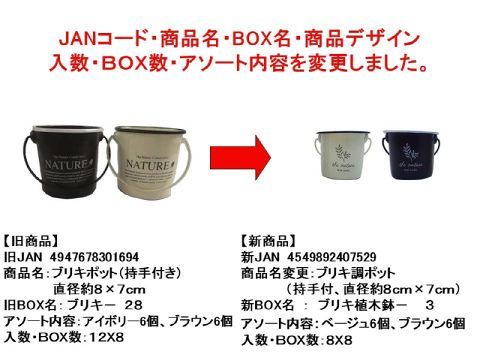 JANコード・商品名・BOX名・商品デザイン
入数・BOX数・アソート内容を変更しました。
NATURE
NATURE
the nature
the nature
【旧商品】
旧JAN 4947678301694
商品名：ブリキポット（持手付き）
直径約8×7cm
旧BOX名：ブリキー 28
アソート内容：アイボリー6個、ブラウン6個
入数・BOX数：12X8
【新商品】
新JAN 4549892407529
商品名変更：ブリキ調ポット
（持手付、直径約8cm×7cm）
新BOX名 ： ブリキ植木鉢ー 3
アソート内容：ベージュ6個、ブラウン6個
入数・BOX数：8X8